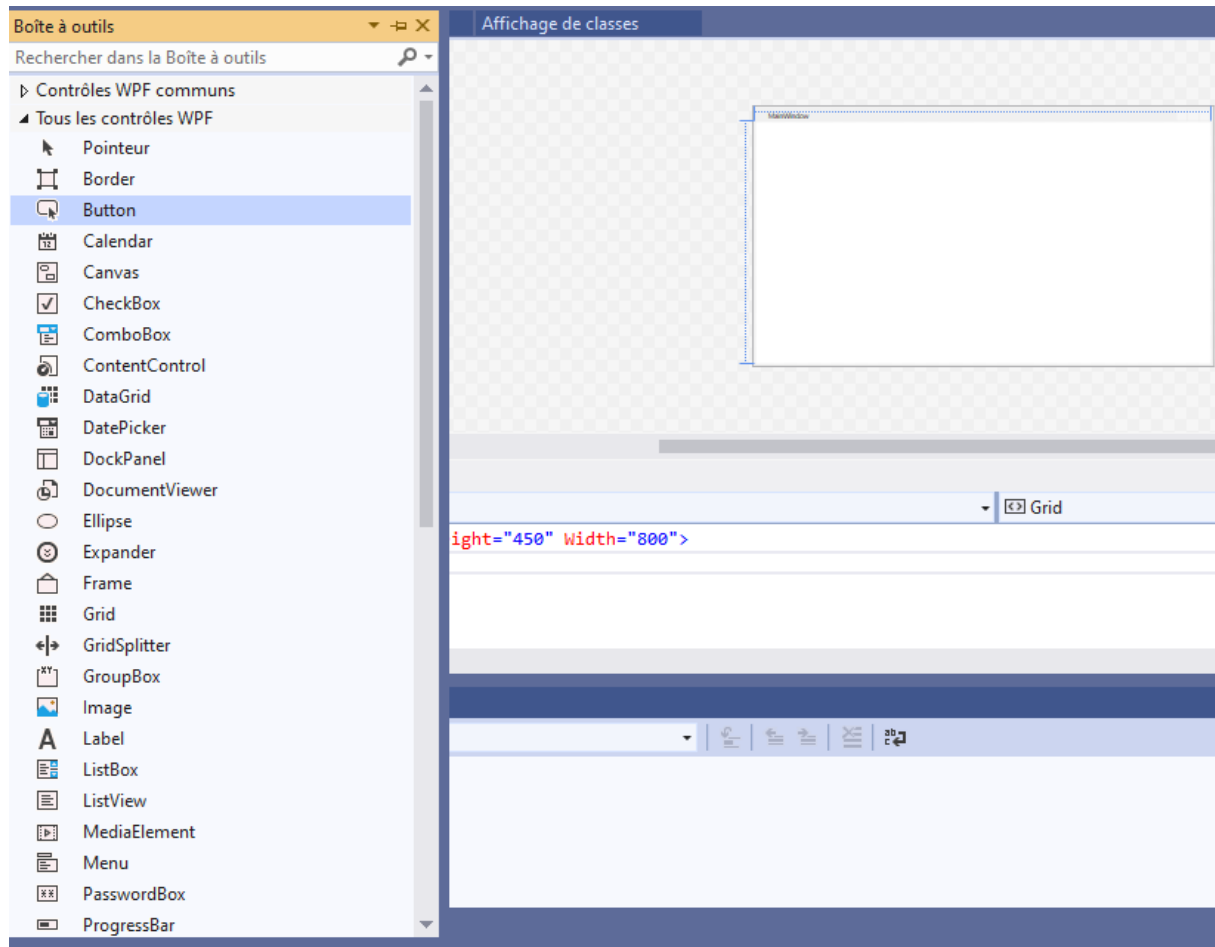 Boîte à outils
Rechercher dans la Boîte à outils
Contrôles WPF communs
Tous les contrôles WPF
Pointeur
Border
Button
Calendar
Canvas
CheckBox
ComboBox
ContentControl
DataGrid
DatePicker
DockPanel
DocumentViewer
Ellipse
Expander
Frame
Grid
GridSplitter
GroupBox
Image
Label
ListBox
ListView
MediaElement
Menu
PasswordBox
ProgressBar
Affichage de classes
MainWindow
Grid
ight="450" Width="800">